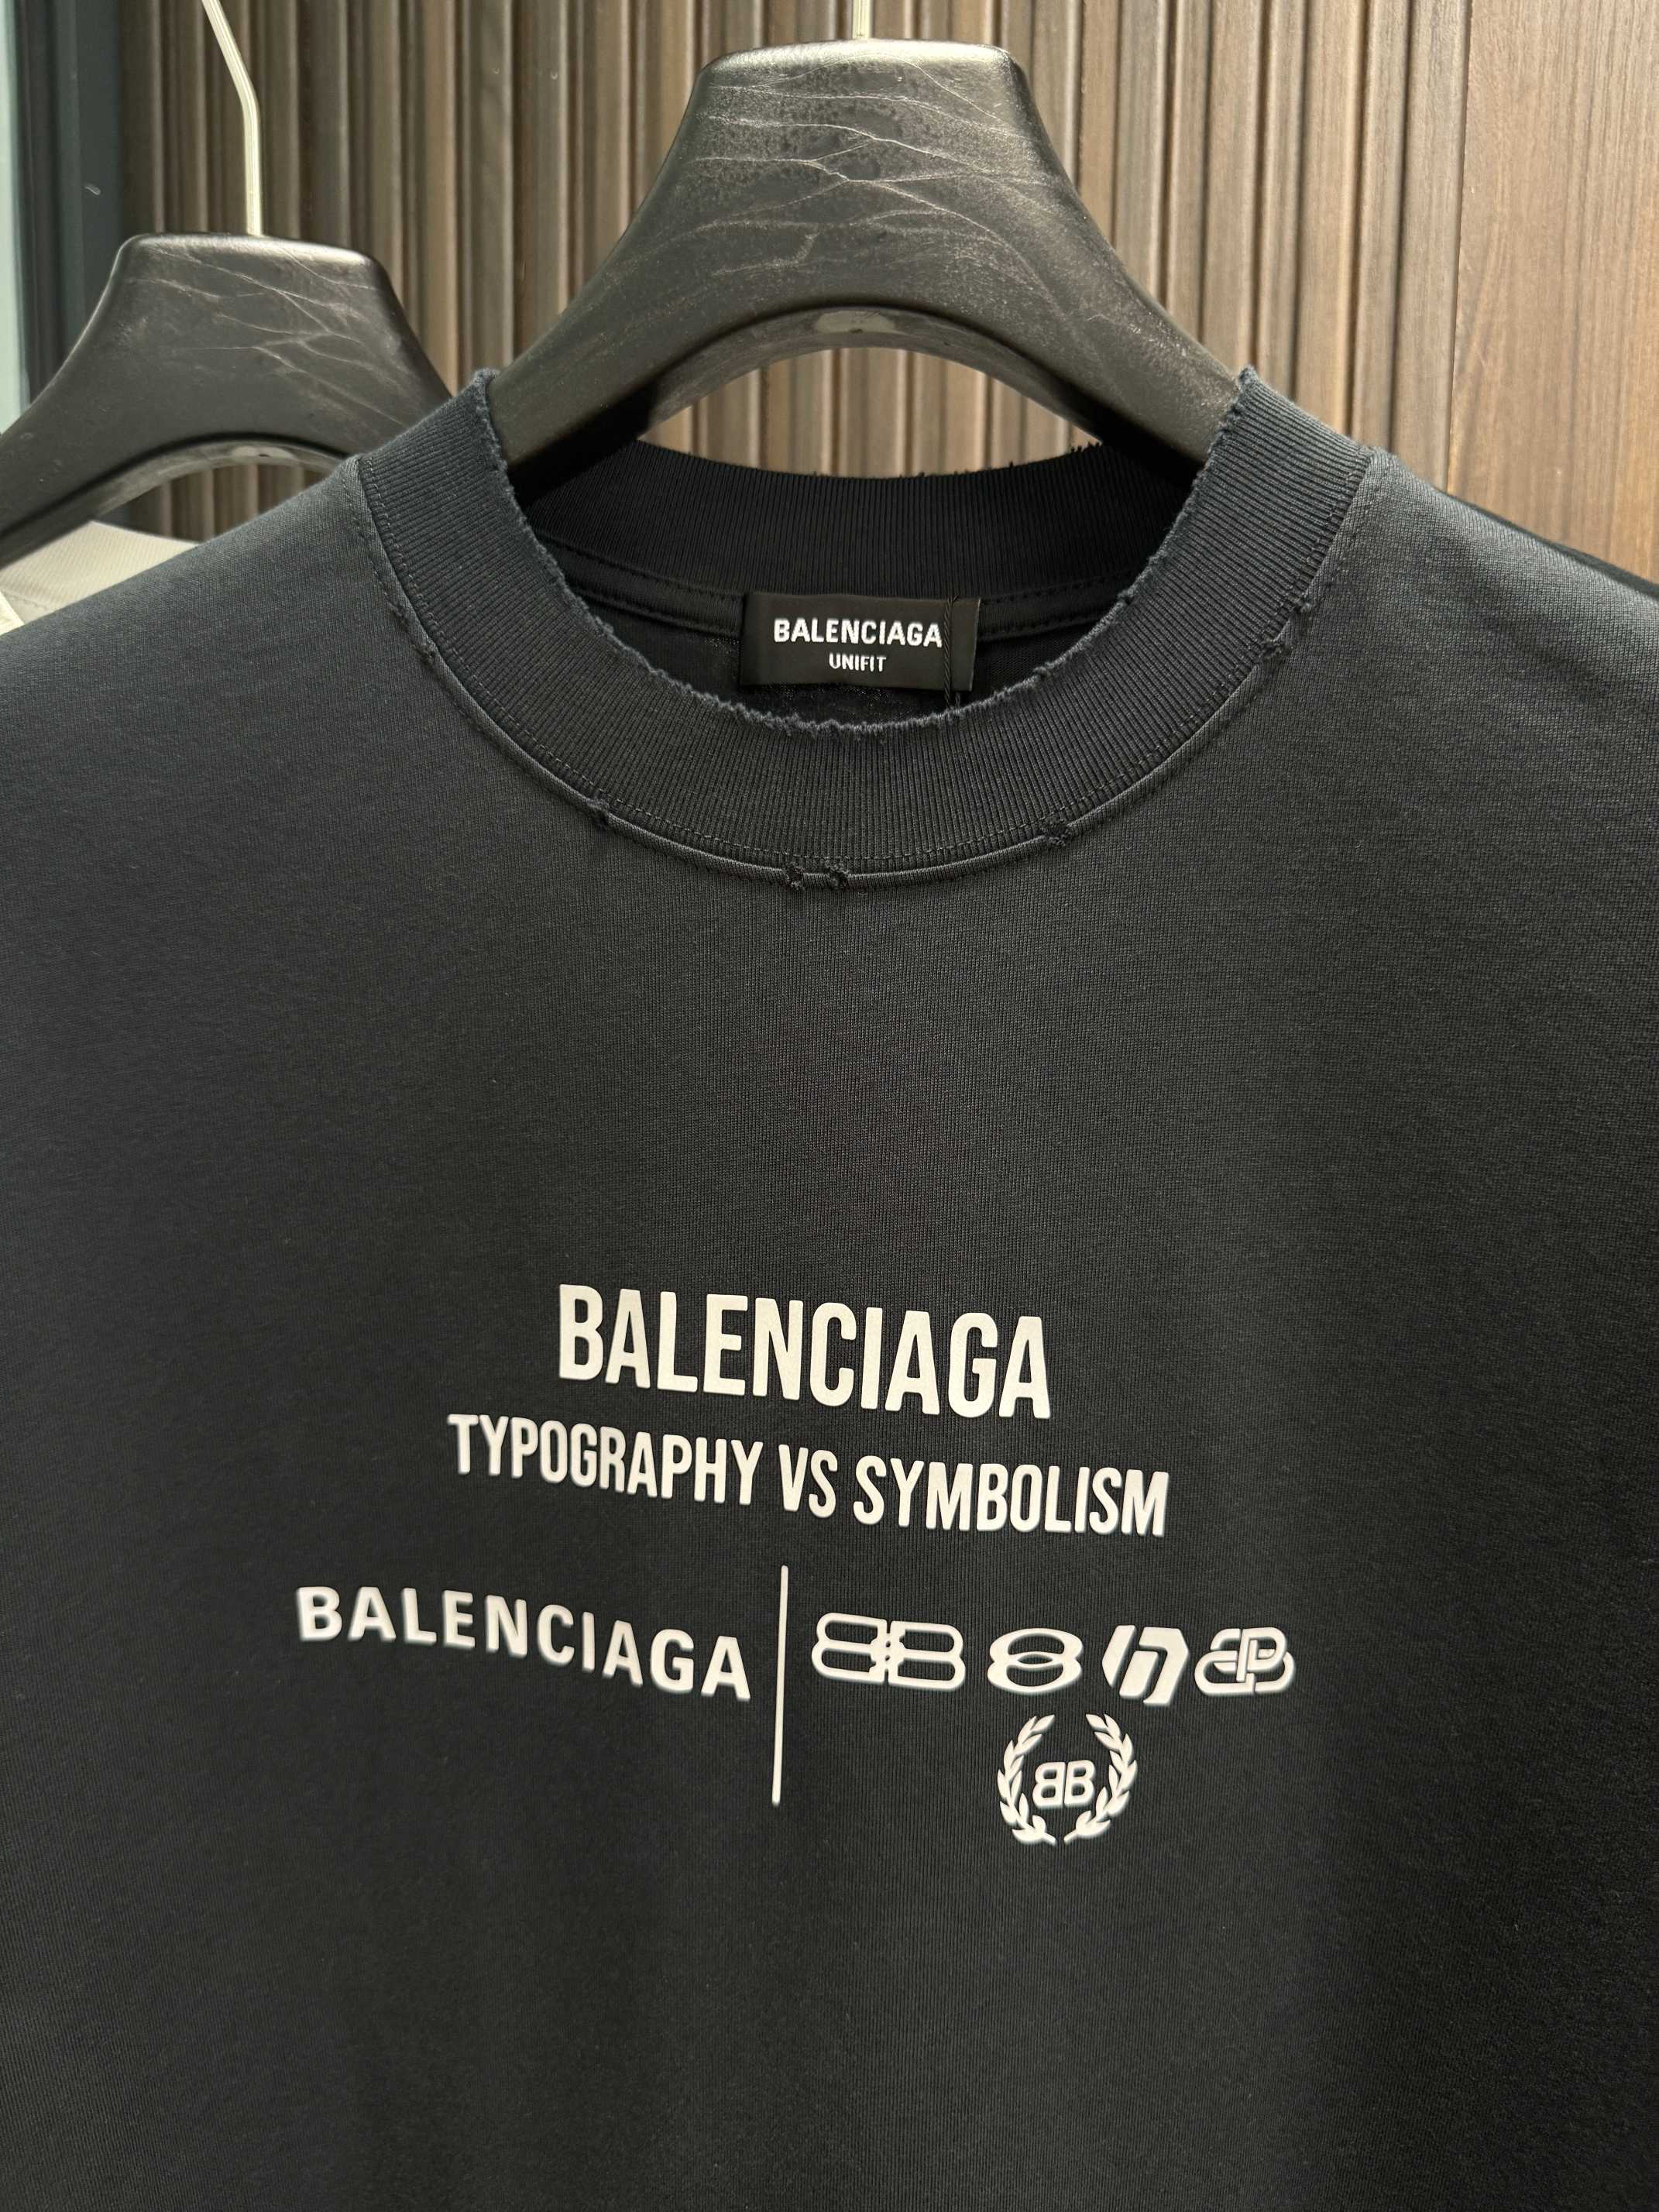 BALENCIAGA
UNIFIT
BALENCIAGA
TYPOGRAPHY VS SYMBOLISM
BALENCIAGA
BB